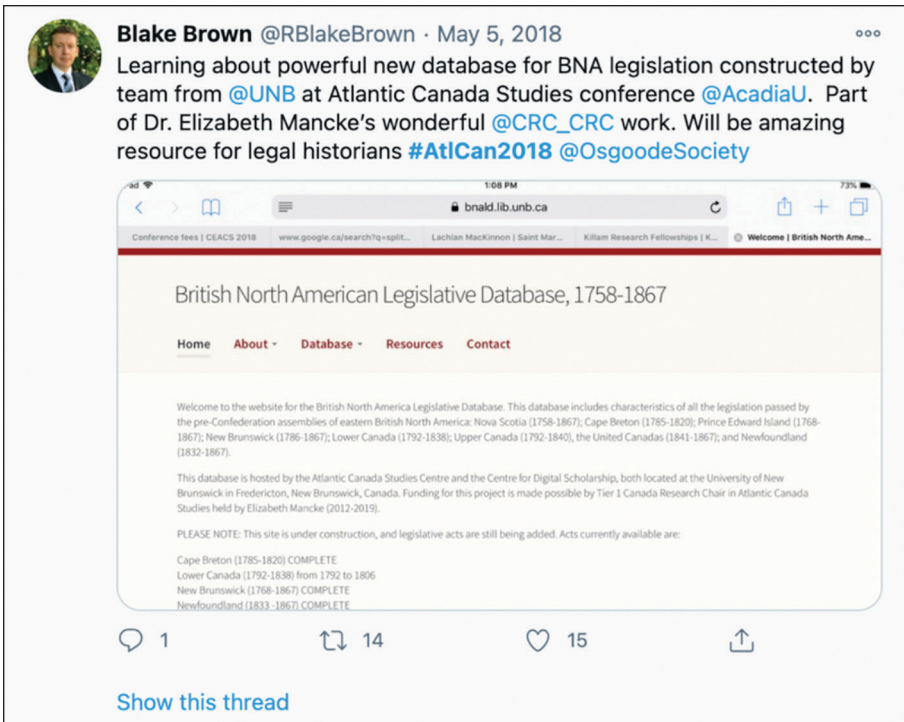 Blake Brown @RBlakeBrown · May 5, 2018
Learning about powerful new database for BNA legislation constructed by
team from @UNB at Atlantic Canada Studies conference @AcadiaU. Part
of Dr. Elizabeth Mancke's wonderful @CRC_CRC work. Will be amazing
resource for legal historians #AtlCan2018 @OsgoodeSociety
ad 1:08 PM 73%
bnald.lib.unb.ca
Conference fees | CEACS 2018 www.google.ca/search?q=split... Lachlan MacKinnon | Saint Mar... Killam Research Fellowships | K... Welcome | British North Ame...
British North American Legislative Database, 1758-1867
Home About Database Resources Contact
Welcome to the website for the British North America Legislative Database. This database includes characteristics of all the legislation passed by
the pre-Confederation assemblies of eastern British North America: Nova Scotia (1758-1867); Cape Breton (1785-1820); Prince Edward Island (1768-
1867); New Brunswick (1786-1867); Lower Canada (1792-1838); Upper Canada (1792-1840), the United Canadas (1841-1867); and Newfoundland
(1832-1867).
This database is hosted by the Atlantic Canada Studies Centre and the Centre for Digital Scholarship, both located at the University of New
Brunswick in Fredericton, New Brunswick, Canada. Funding for this project is made possible by Tier 1 Canada Research Chair in Atlantic Canada
Studies held by Elizabeth Mancke (2012-2019).
PLEASE NOTE: This site is under construction, and legislative acts are still being added. Acts currently available are:
Cape Breton (1785-1820) COMPLETE
Lower Canada (1792-1838) from 1792 to 1806
New Brunswick (1768-1867) COMPLETE
Newfoundland (1833 -1867) COMPLETE
1 14 15
Show this thread